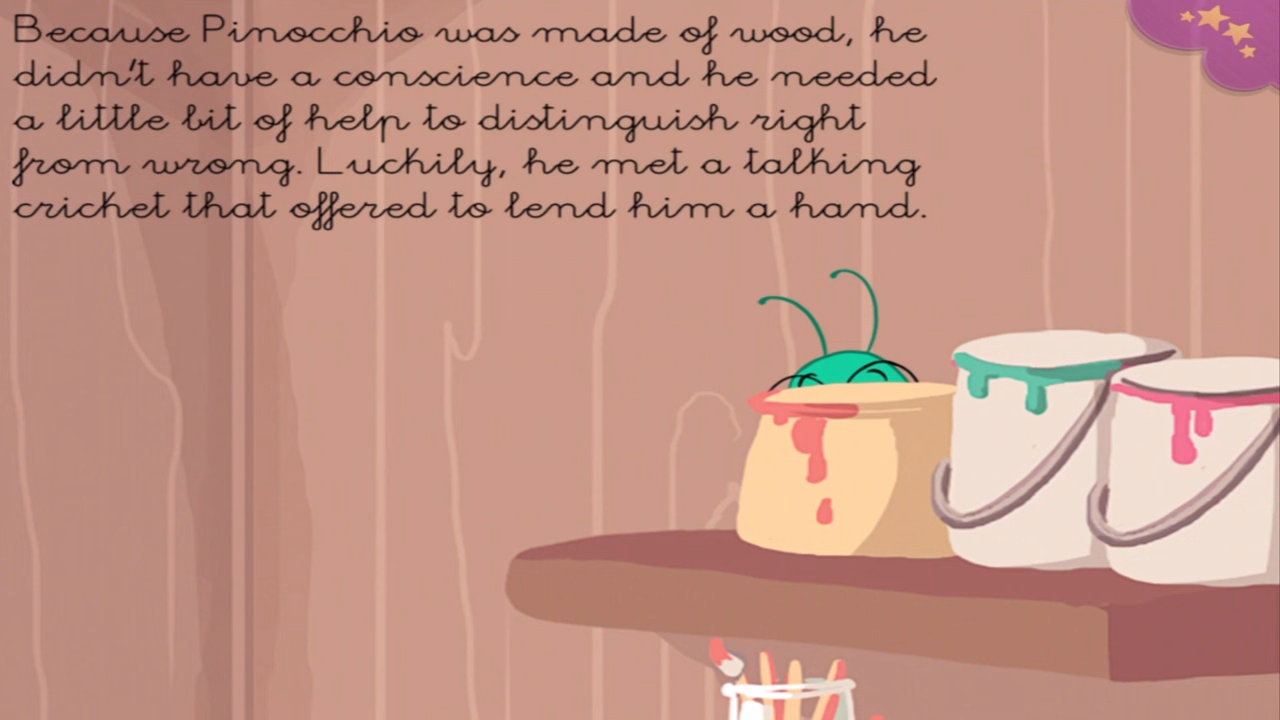 Because Pinocchio was made of wood, he
didn't have a conscience and he needed
a little bit of help to distinguish right
from wrong. Luckily, he met a talking
cricket that offered to lend him a hand.